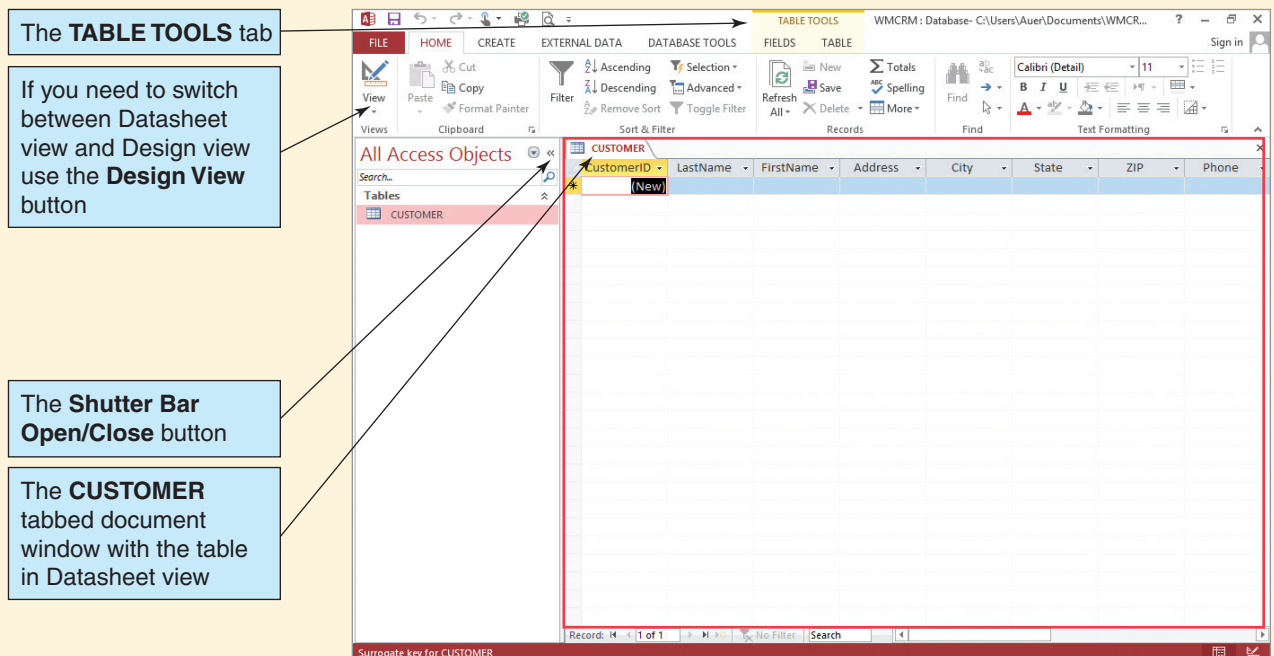 The TABLE TOOLS tab
If you need to switch
between Datasheet
view and Design view
use the Design View
button
The Shutter Bar
Open/Close button
The CUSTOMER
tabbed document
window with the table
in Datasheet view
TABLE TOOLS WMCRM : Database- C:\Users\Auer\Documents\WMCR... ?
FILE HOME CREATE EXTERNAL DATA DATABASE TOOLS FIELDS TABLE Sign in
View
Views
Paste
Cut
Copy
Format Painter
Clipboard
Filter
Ascending
Descending
Remove Sort
Selection
Advanced
Toggle Filter
Sort & Filter
Refresh
All
New
Save
Delete
Totals
Spelling
More
Records
Find
Find
Calibri (Detail) 11
B I U
A
Text Formatting
All Access Objects «
Search...
Tables
CUSTOMER
CUSTOMER
CustomerID LastName FirstName Address City State ZIP Phone
(New)
Record: 1 of 1 No Filter Search
Surrogate key for CUSTOMER